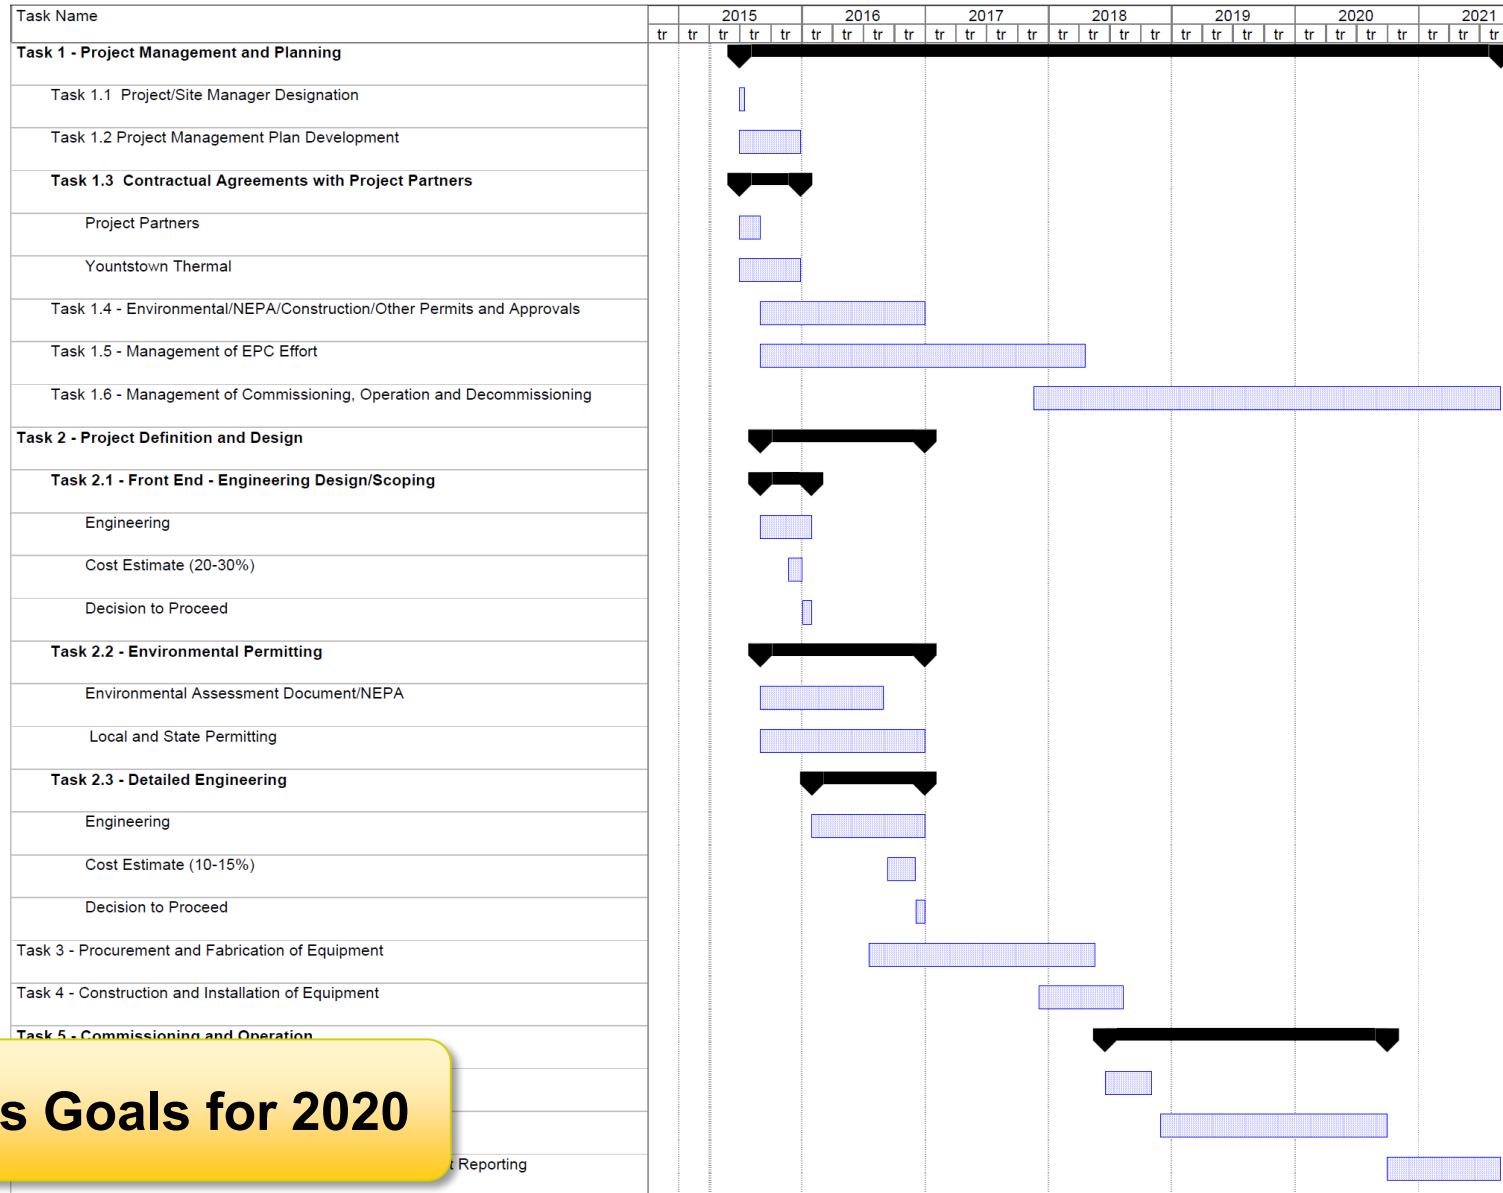 Task Name 2015 2016 2017 2018 2019 2020 2021
tr tr tr tr tr tr tr tr tr tr tr tr tr tr tr tr tr tr tr tr tr tr tr tr tr tr tr tr
Task 1 - Project Management and Planning
Task 1.1 Project/Site Manager Designation
Task 1.2 Project Management Plan Development
Task 1.3 Contractual Agreements with Project Partners
Project Partners
Yountstown Thermal
Task 1.4 - Environmental/NEPA/Construction/Other Permits and Approvals
Task 1.5 - Management of EPC Effort
Task 1.6 - Management of Commissioning, Operation and Decommissioning
Task 2 - Project Definition and Design
Task 2.1 - Front End - Engineering Design/Scoping
Engineering
Cost Estimate (20-30%)
Decision to Proceed
Task 2.2 - Environmental Permitting
Environmental Assessment Document/NEPA
Local and State Permitting
Task 2.3 - Detailed Engineering
Engineering
Cost Estimate (10-15%)
Decision to Proceed
Task 3 - Procurement and Fabrication of Equipment
Task 4 - Construction and Installation of Equipment
Task 5 - Commissioning and Operation
s Goals for 2020
t Reporting